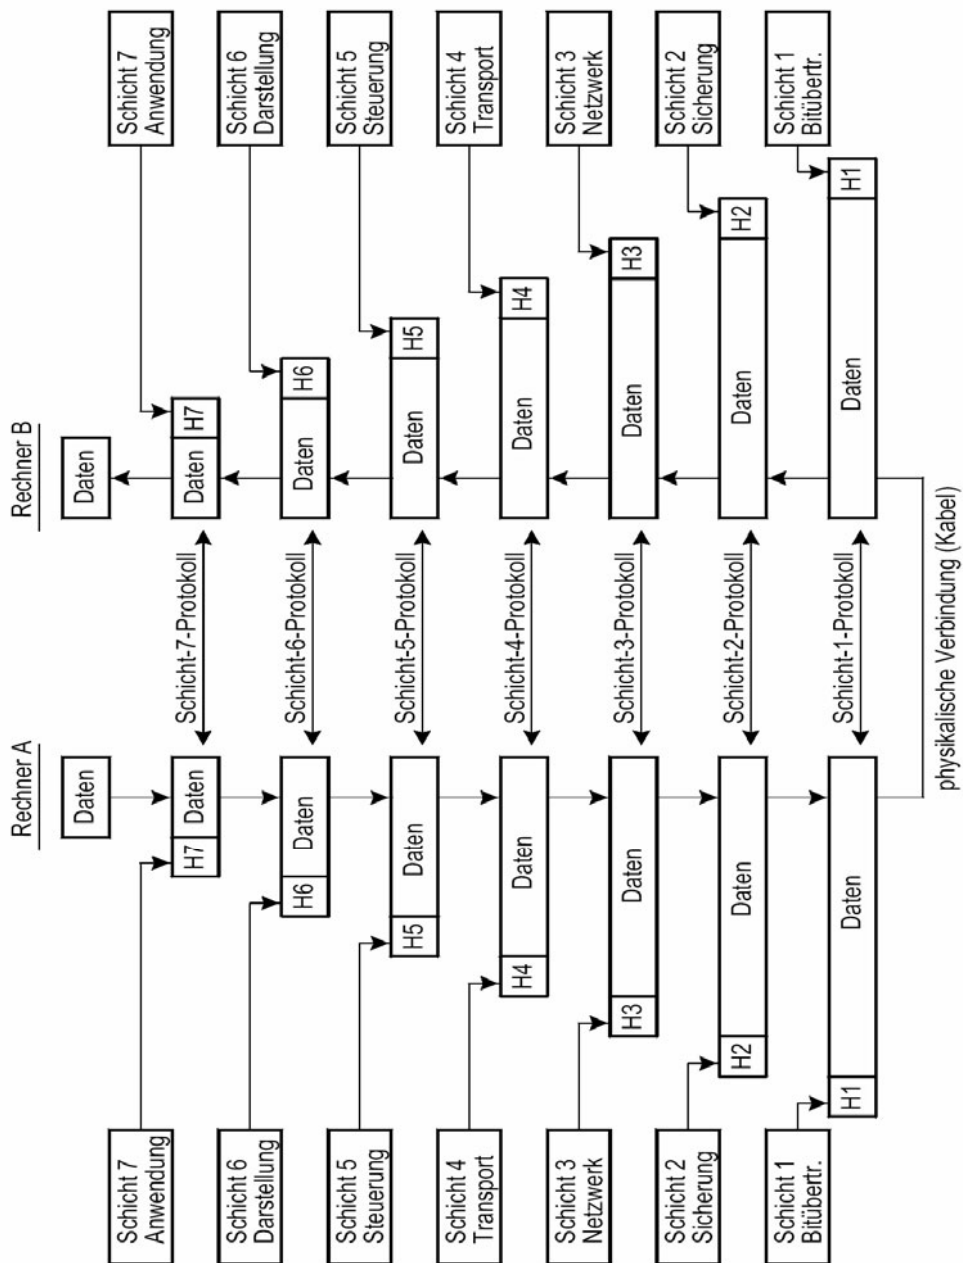 Rechner A
Rechner B
Daten
Daten
Schicht 7
Anwendung
H7
Daten
Schicht-7-Protokoll
Daten
H7
Schicht 7
Anwendung
Schicht 6
Darstellung
H6
Daten
Schicht-6-Protokoll
Daten
H6
Schicht 6
Darstellung
Schicht 5
Steuerung
H5
Daten
Schicht-5-Protokoll
Daten
H5
Schicht 5
Steuerung
Schicht 4
Transport
H4
Daten
Schicht-4-Protokoll
Daten
H4
Schicht 4
Transport
Schicht 3
Netzwerk
H3
Daten
Schicht-3-Protokoll
Daten
H3
Schicht 3
Netzwerk
Schicht 2
Sicherung
H2
Daten
Schicht-2-Protokoll
Daten
H2
Schicht 2
Sicherung
Schicht 1
Bitübertr.
H1
Daten
Schicht-1-Protokoll
Daten
H1
Schicht 1
Bitübertr.
physikalische Verbindung (Kabel)